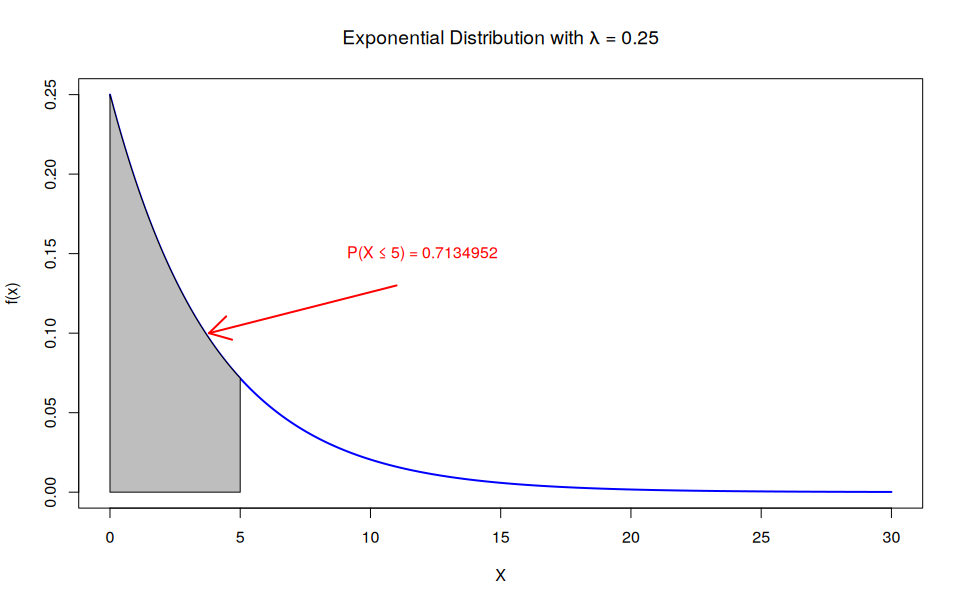 Exponential Distribution with λ = 0.25
f(x)
0.25
0.20
0.15
0.10
0.05
0.00
P(X ≤ 5) = 0.7134952
0 5 10 15 20 25 30
X